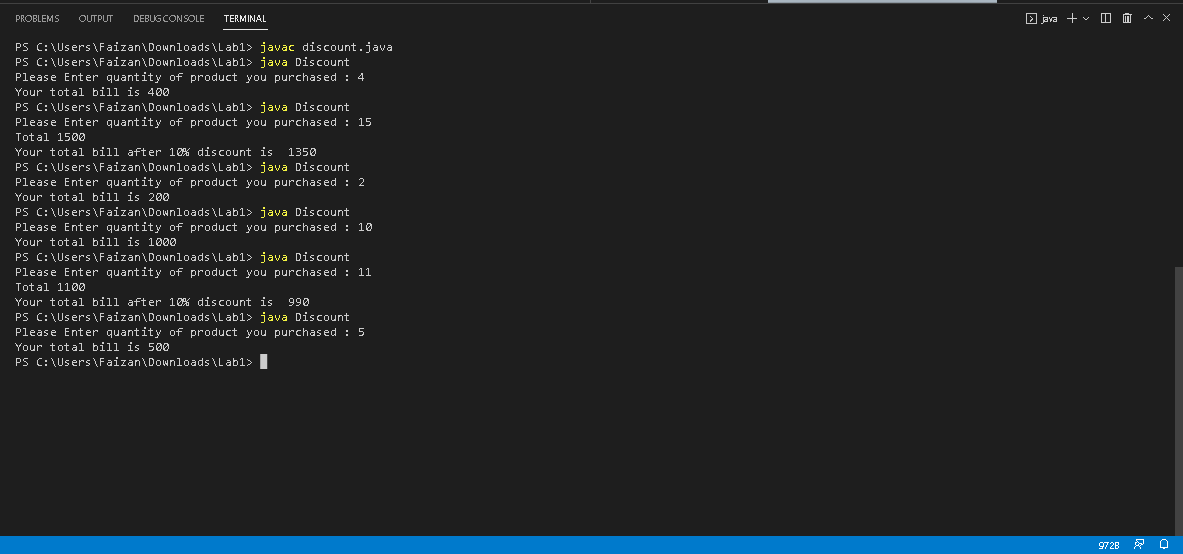 PROBLEMS OUTPUT DEBUG CONSOLE TERMINAL java
PS C:\Users\Faizan\Downloads\Lab1> javac discount.java
PS C:\Users\Faizan\Downloads\Lab1> java Discount
Please Enter quantity of product you purchased : 4
Your total bill is 400
PS C:\Users\Faizan\Downloads\Lab1> java Discount
Please Enter quantity of product you purchased : 15
Total 1500
Your total bill after 10% discount is  1350
PS C:\Users\Faizan\Downloads\Lab1> java Discount
Please Enter quantity of product you purchased : 2
Your total bill is 200
PS C:\Users\Faizan\Downloads\Lab1> java Discount
Please Enter quantity of product you purchased : 10
Your total bill is 1000
PS C:\Users\Faizan\Downloads\Lab1> java Discount
Please Enter quantity of product you purchased : 11
Total 1100
Your total bill after 10% discount is  990
PS C:\Users\Faizan\Downloads\Lab1> java Discount
Please Enter quantity of product you purchased : 5
Your total bill is 500
PS C:\Users\Faizan\Downloads\Lab1>
972B